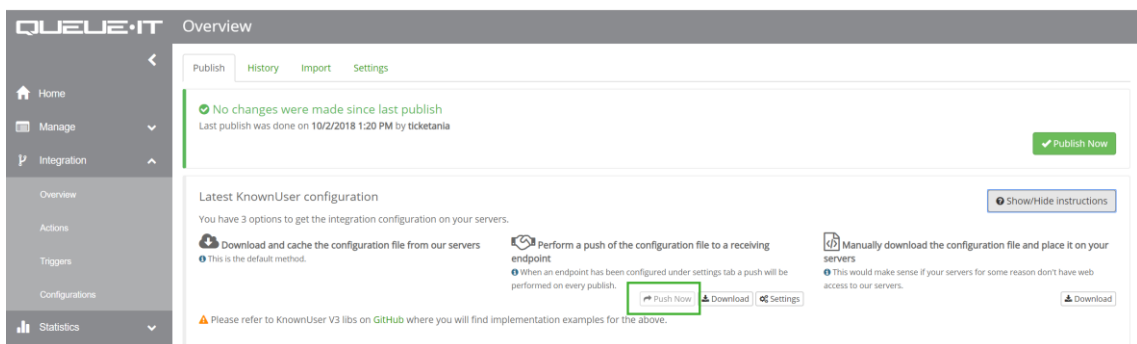 QUEUE·IT
Overview
Home
Manage
Integration
Overview
Actions
Triggers
Configurations
Statistics
Publish History Import Settings
No changes were made since last publish
Last publish was done on 10/2/2018 1:20 PM by ticketania
Publish Now
Latest KnownUser configuration
Show/Hide instructions
You have 3 options to get the integration configuration on your servers.
Download and cache the configuration file from our servers
This is the default method.
Perform a push of the configuration file to a receiving
endpoint
When an endpoint has been configured under settings tab a push will be
performed on every publish.
Push Now Download Settings
Manually download the configuration file and place it on your
servers
This would make sense if your servers for some reason don't have web
access to our servers.
Download
Please refer to KnownUser V3 libs on GitHub where you will find implementation examples for the above.